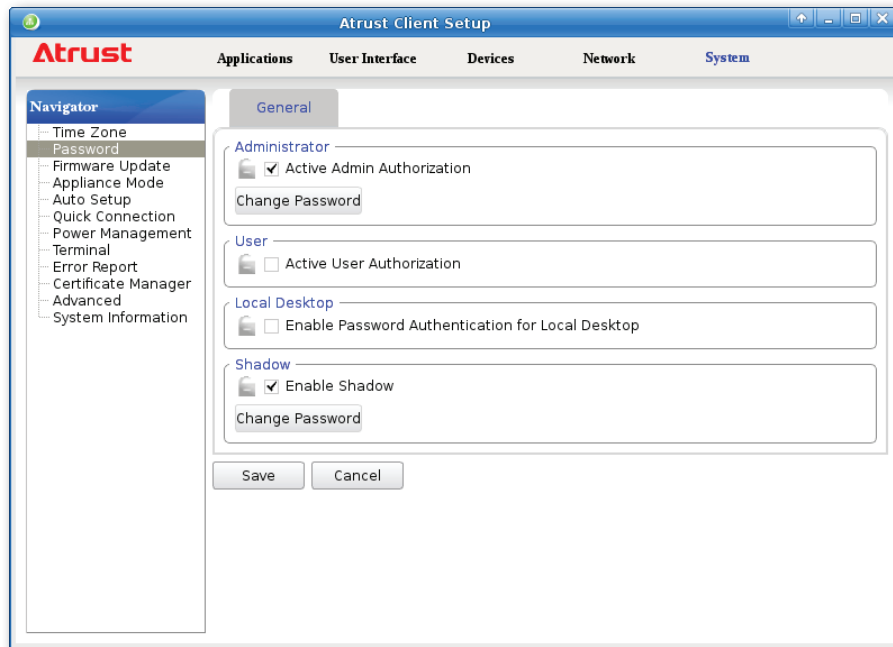 Atrust Client Setup
Atrust
Applications User Interface Devices Network System
Navigator
Time Zone
Password
Firmware Update
Appliance Mode
Auto Setup
Quick Connection
Power Management
Terminal
Error Report
Certificate Manager
Advanced
System Information
General
Administrator
Active Admin Authorization
Change Password
User
Active User Authorization
Local Desktop
Enable Password Authentication for Local Desktop
Shadow
Enable Shadow
Change Password
Save Cancel